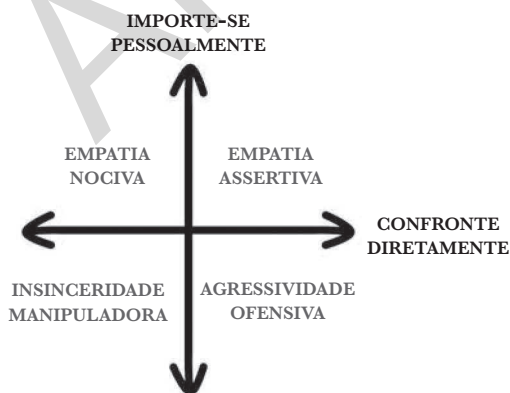 IMPORTE-SE
PESSOALMENTE
EMPATIA
NOCIVA
EMPATIA
ASSERTIVA
CONFRONTE
DIRETAMENTE
INSINCERIDADE
MANIPULADORA
AGRESSIVIDADE
OFENSIVA